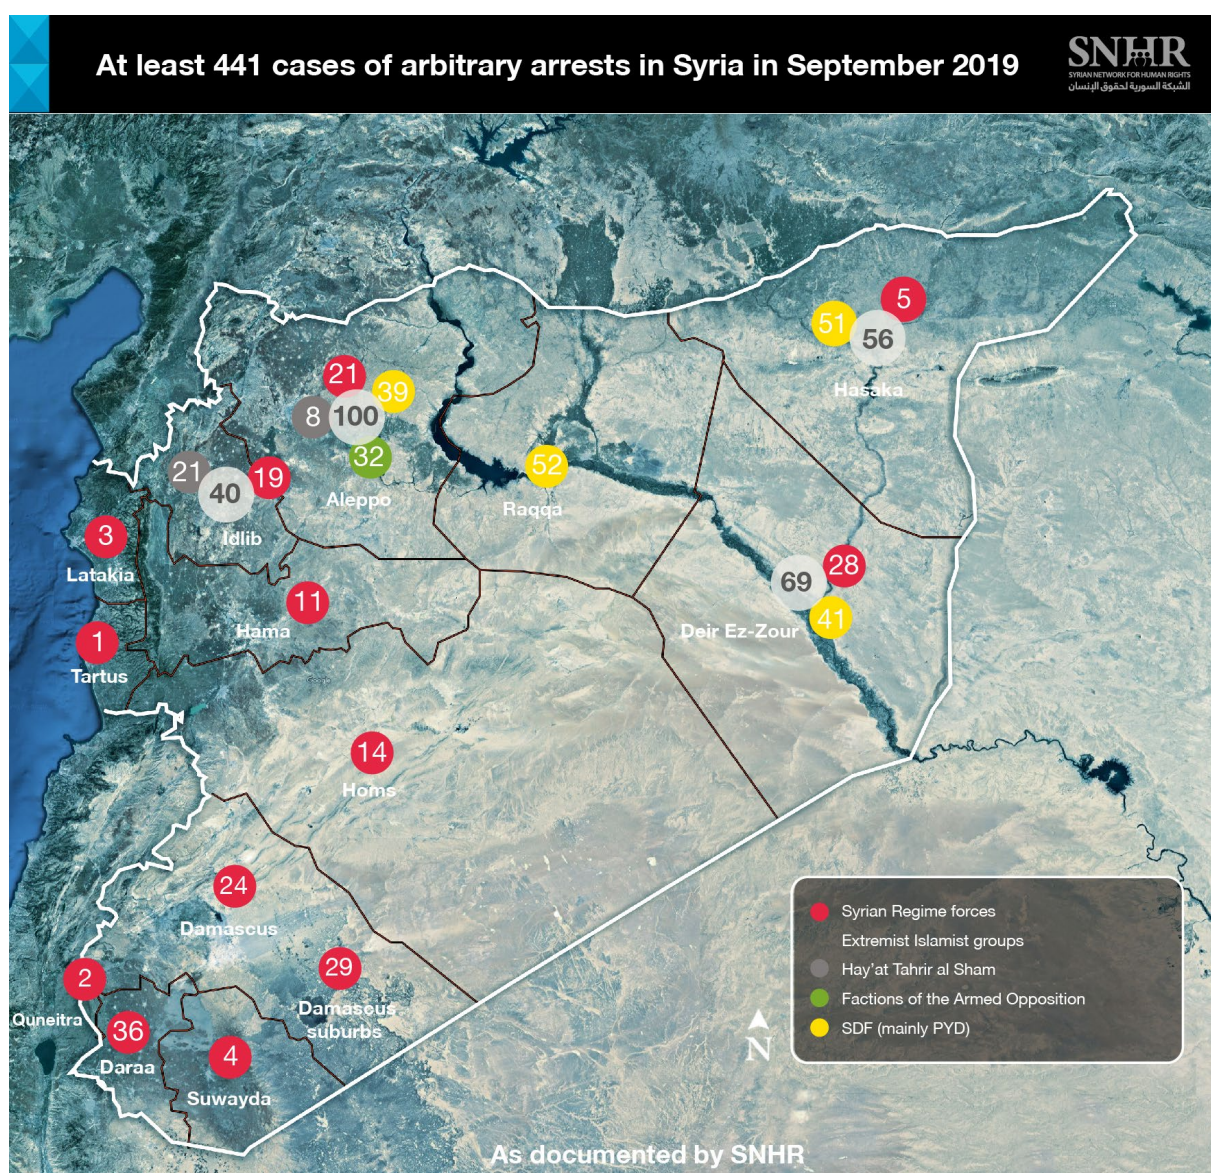 At least 441 cases of arbitrary arrests in Syria in September 2019
SNHR
SYRIAN NETWORK FOR HUMAN RIGHTS
الشبكة السورية لحقوق الإنسان
5
51
56
Hasaka
21
39
8
100
32
Aleppo
21
19
40
Idlib
52
Raqqa
3
Latakia
28
69
41
Deir Ez-Zour
11
Hama
1
Tartus
Google
14
Homs
24
Damascus
29
Damascus
suburbs
2
Quneitra
36
Daraa
4
Suwayda
Syrian Regime forces
Extremist Islamist groups
Hay'at Tahrir al Sham
Factions of the Armed Opposition
SDF (mainly PYD)
N
As documented by SNHR